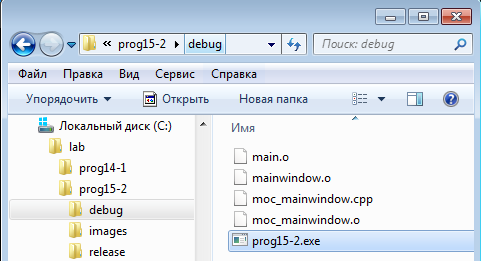 « prog15-2 ▸ debug
Поиск: debug
Файл Правка Вид Сервис Справка
Упорядочить Открыть Новая папка
Локальный диск (C:)
lab
prog14-1
prog15-2
debug
images
release
Имя
main.o
mainwindow.o
moc_mainwindow.cpp
moc_mainwindow.o
prog15-2.exe